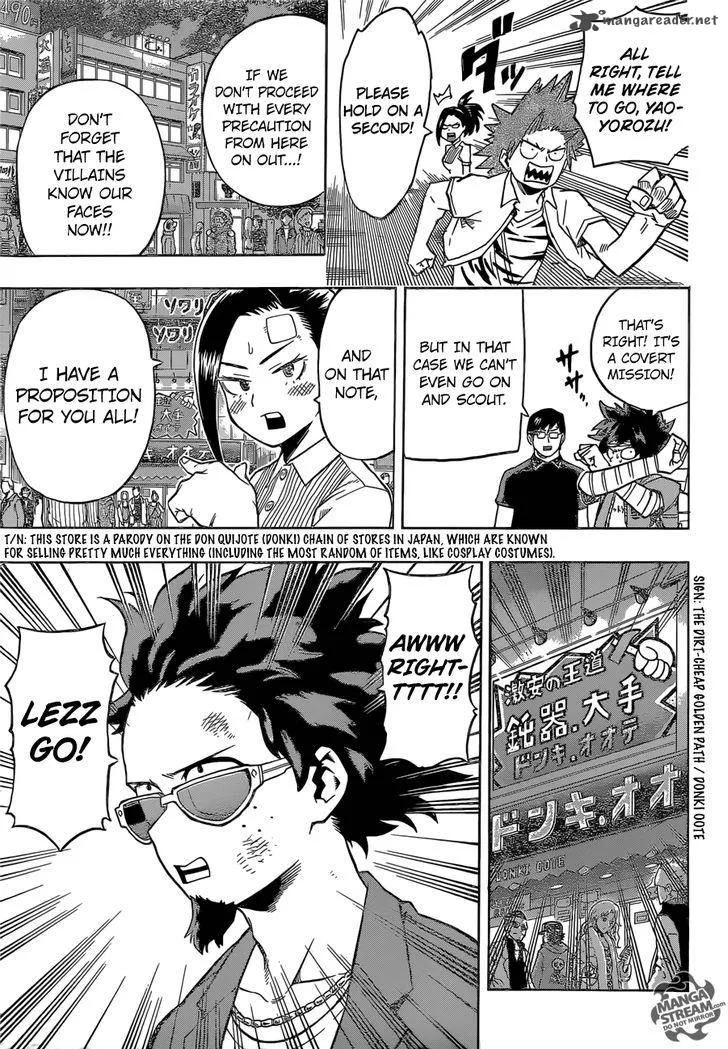 mangareader.net
ALL
RIGHT, TELL
ME WHERE
TO GO, YAO-
YOROZU!
PLEASE
HOLD ON A
SECOND!
IF WE
DON'T PROCEED
WITH EVERY
PRECAUTION
FROM HERE
ON OUT...!
DON'T
FORGET
THAT THE
VILLAINS
KNOW OUR
FACES
NOW!!
THAT'S
RIGHT! IT'S
A COVERT
MISSION!
BUT IN THAT
CASE WE CAN'T
EVEN GO ON
AND SCOUT.
AND
ON THAT
NOTE,
I HAVE A
PROPOSITION
FOR YOU ALL!
T/N: THIS STORE IS A PARODY ON THE DON QUIJOTE (DONKI) CHAIN OF STORES IN JAPAN, WHICH ARE KNOWN
FOR SELLING PRETTY MUCH EVERYTHING (INCLUDING THE MOST RANDOM OF ITEMS, LIKE COSPLAY COSTUMES).
SIGN: THE DIRT-CHEAP GOLDEN PATH / DONKI OOTE
激安の王道
鈍器.大手
ドンキ.オオテ
ドンキ.オオ
DONKI OOTE
AWWW
RIGHT-
TTTT!!
LEZZ
GO!
MANGA
STREAM.com
DO NOT MIRROR